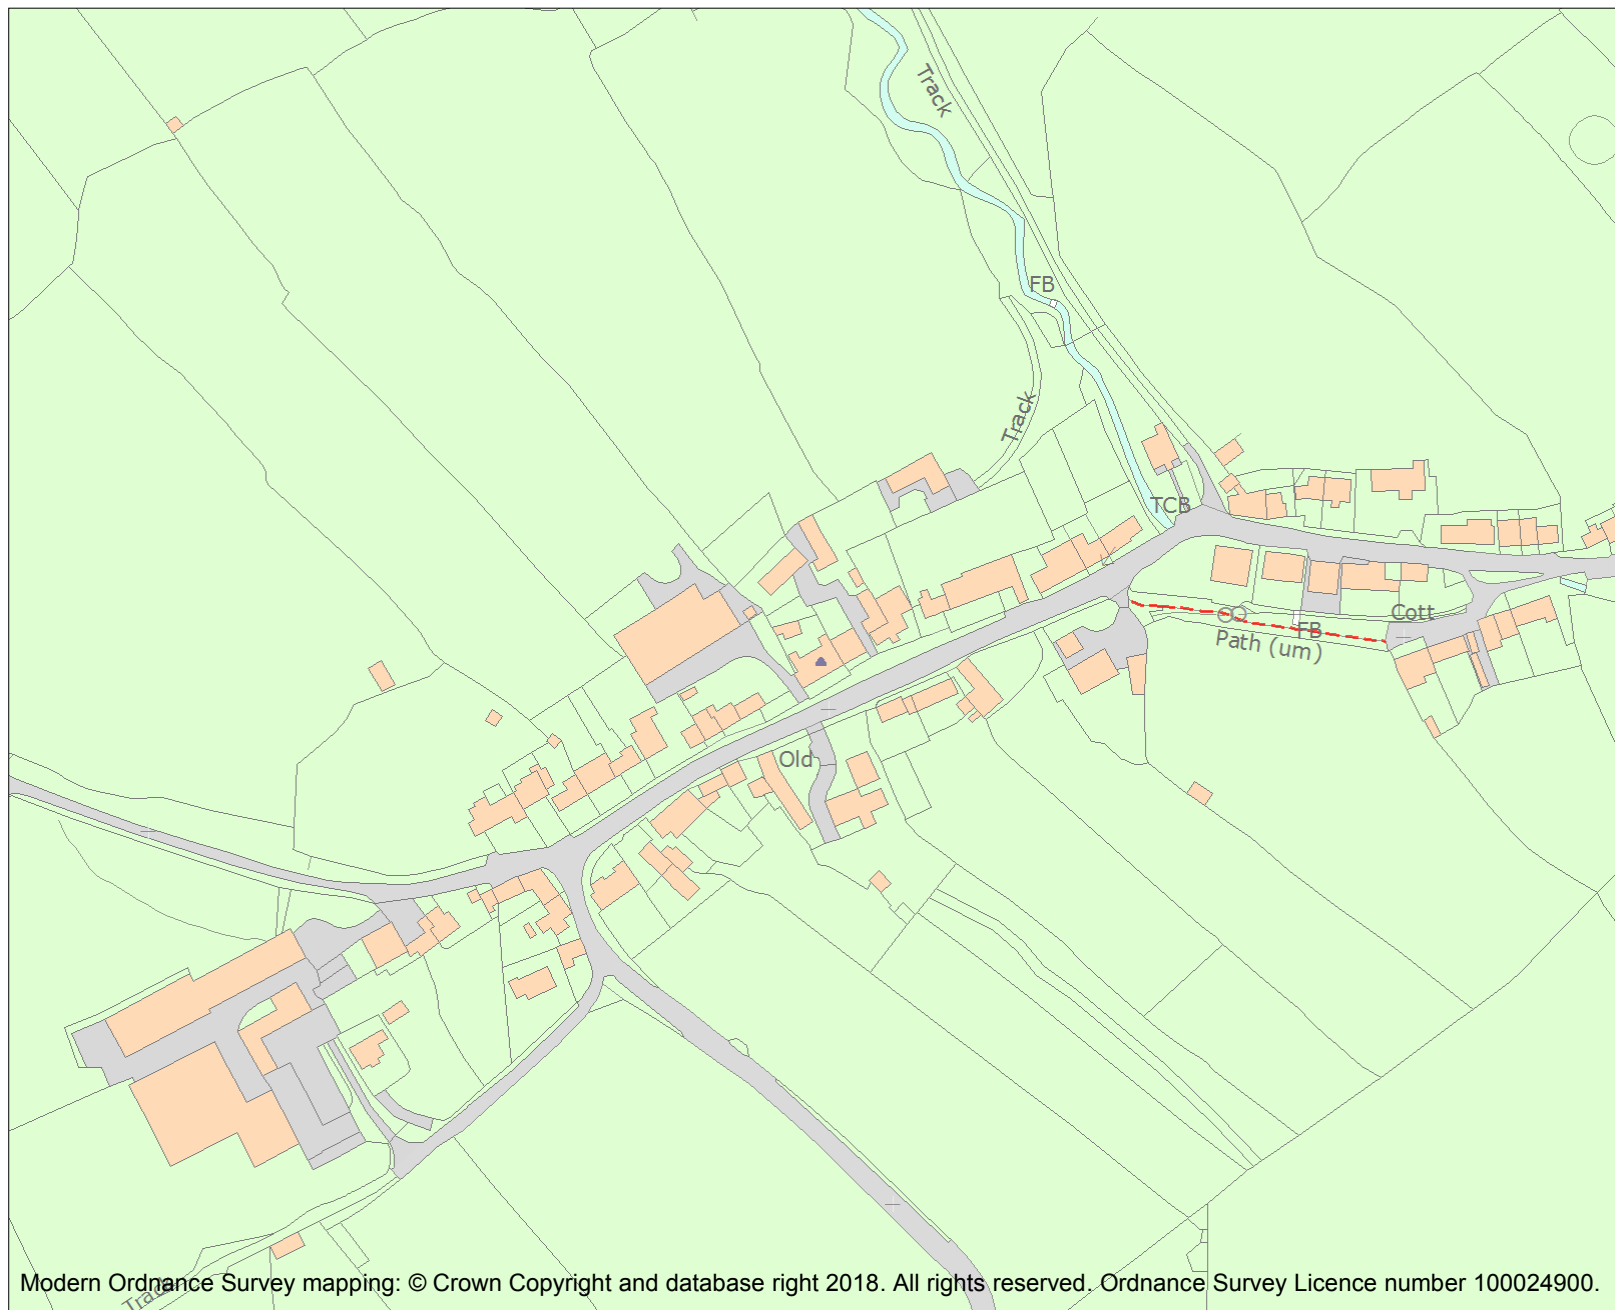 Track
FB
Track
TCB
Cott
FB
Path (um)
Old
Track
Modern Ordnance Survey mapping: © Crown Copyright and database right 2018. All rights reserved. Ordnance Survey Licence number 100024900.